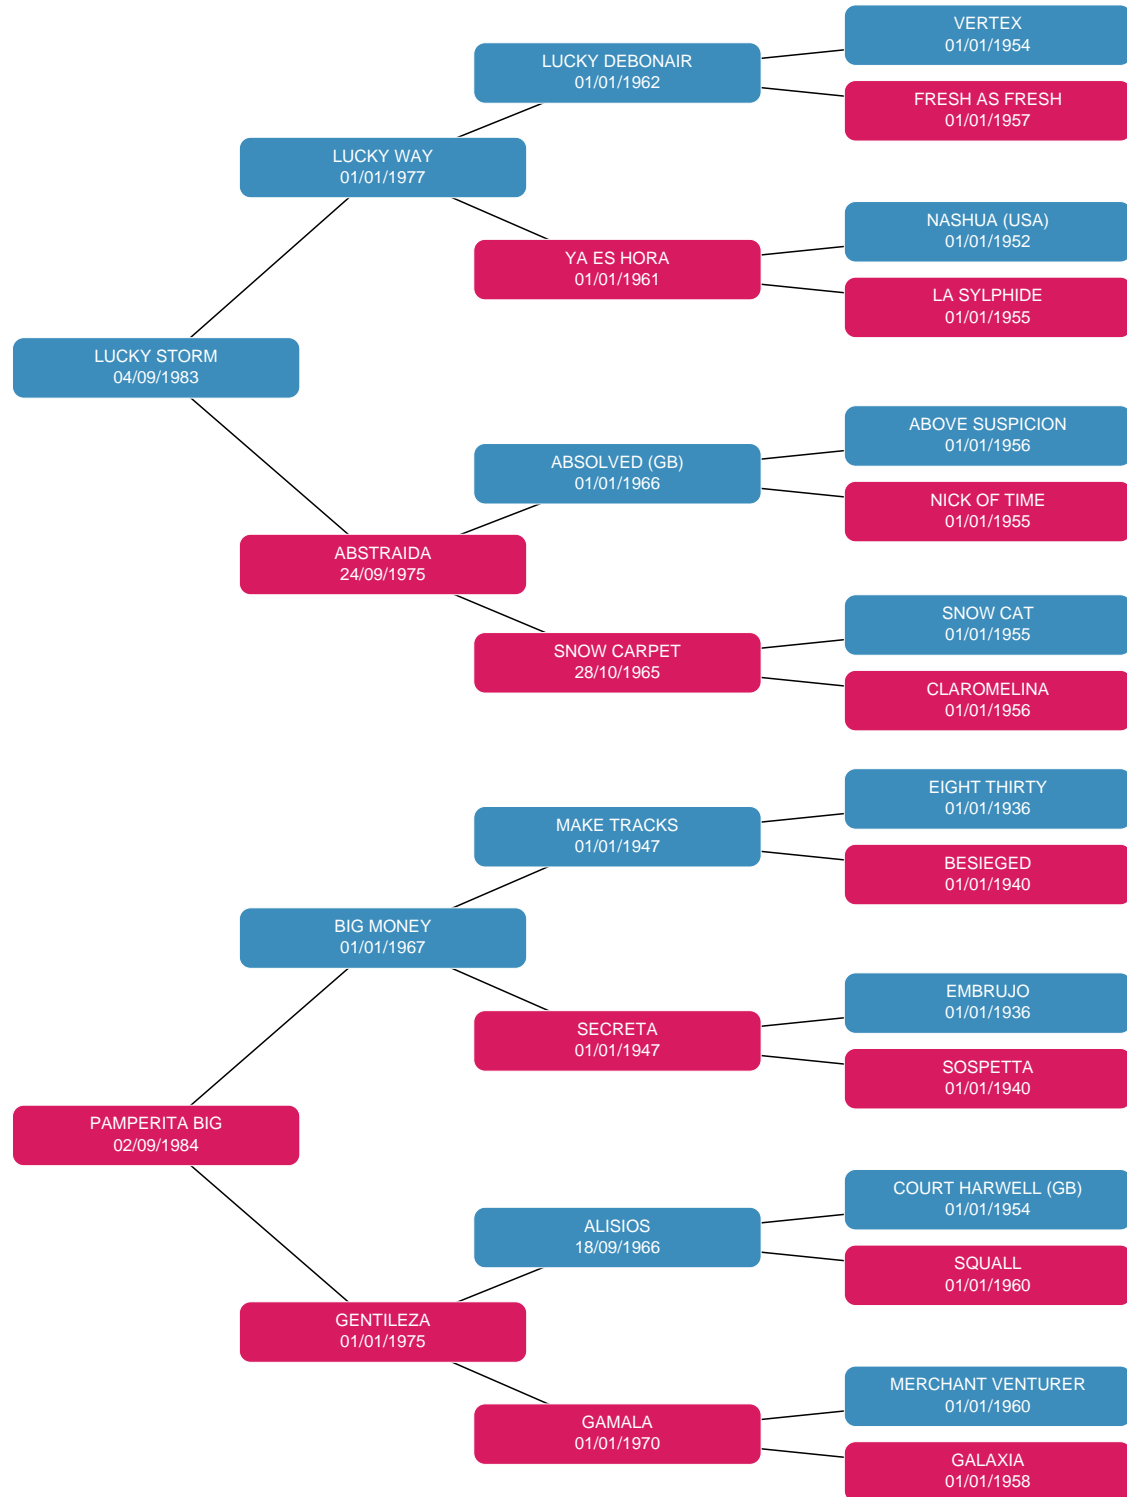 VERTEX
01/01/1954
LUCKY DEBONAIR
01/01/1962
FRESH AS FRESH
01/01/1957
LUCKY WAY
01/01/1977
NASHUA (USA)
01/01/1952
YA ES HORA
01/01/1961
LA SYLPHIDE
01/01/1955
LUCKY STORM
04/09/1983
ABOVE SUSPICION
01/01/1956
ABSOLVED (GB)
01/01/1966
NICK OF TIME
01/01/1955
ABSTRAIDA
24/09/1975
SNOW CAT
01/01/1955
SNOW CARPET
28/10/1965
CLAROMELINA
01/01/1956
EIGHT THIRTY
01/01/1936
MAKE TRACKS
01/01/1947
BESIEGED
01/01/1940
BIG MONEY
01/01/1967
EMBRUJO
01/01/1936
SECRETA
01/01/1947
SOSPETTA
01/01/1940
PAMPERITA BIG
02/09/1984
COURT HARWELL (GB)
01/01/1954
ALISIOS
18/09/1966
SQUALL
01/01/1960
GENTILEZA
01/01/1975
MERCHANT VENTURER
01/01/1960
GAMALA
01/01/1970
GALAXIA
01/01/1958